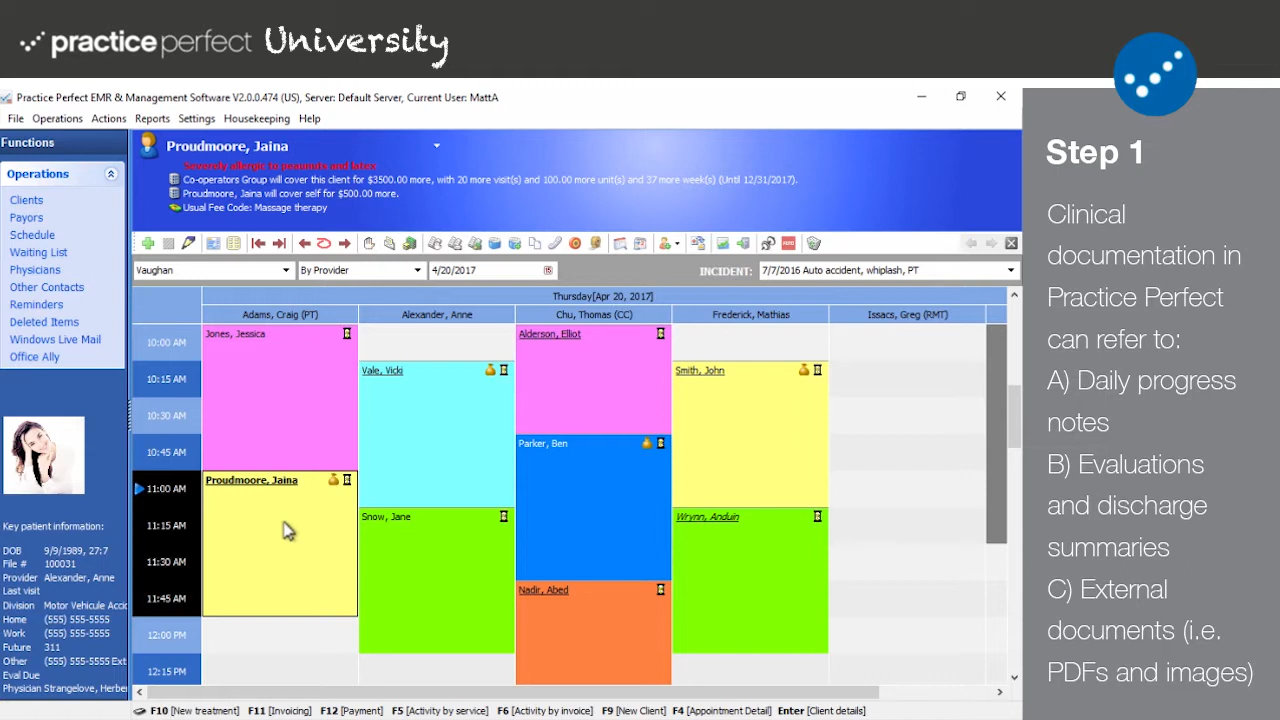 practice perfect University
Practice Perfect EMR & Management Software V2.0.0.474 (US), Server: Default Server, Current User: MattA
File Operations Actions Reports Settings Housekeeping Help
Functions
Operations
Clients
Payors
Schedule
Waiting List
Physicians
Other Contacts
Reminders
Deleted Items
Windows Live Mail
Office Ally
Key patient information:
DOB 9/9/1989, 27:7
File # 100031
Provider Alexander, Anne
Last visit
Division Motor Vehicule Accid
Home (555) 555-5555
Work (555) 555-5555
Future 311
Other (555) 555-5555 Ext
Eval Due
Physician Strangelove, Herber
Proudmoore, Jaina
Severely allergic to peanuts and latex
Co-operators Group will cover this client for $3500.00 more, with 20 more visit(s) and 100.00 more unit(s) and 37 more week(s) (Until 12/31/2017).
Proudmoore, Jaina will cover self for $500.00 more.
Usual Fee Code: Massage therapy
Vaughan By Provider 4/20/2017 INCIDENT: 7/7/2016 Auto accident, whiplash, PT
Thursday[Apr 20, 2017]
Adams, Craig (PT) Alexander, Anne Chu, Thomas (CC) Frederick, Mathias Issacs, Greg (RMT)
Jones, Jessica Alderson, Elliot
10:00 AM
Vale, Vicki Smith, John
10:15 AM
10:30 AM
Parker, Ben
10:45 AM
Proudmoore, Jaina
11:00 AM
Snow, Jane Wrynn, Anduin
11:15 AM
11:30 AM
Nadir, Abed
11:45 AM
12:00 PM
12:15 PM
F10 [New treatment] F11 [Invoicing] F12 [Payment] F5 [Activity by service] F6 [Activity by invoice] F9 [New Client] F4 [Appointment Detail] Enter [Client details]
Step 1
Clinical
documentation in
Practice Perfect
can refer to:
A) Daily progress
notes
B) Evaluations
and discharge
summaries
C) External
documents (i.e.
PDFs and images)